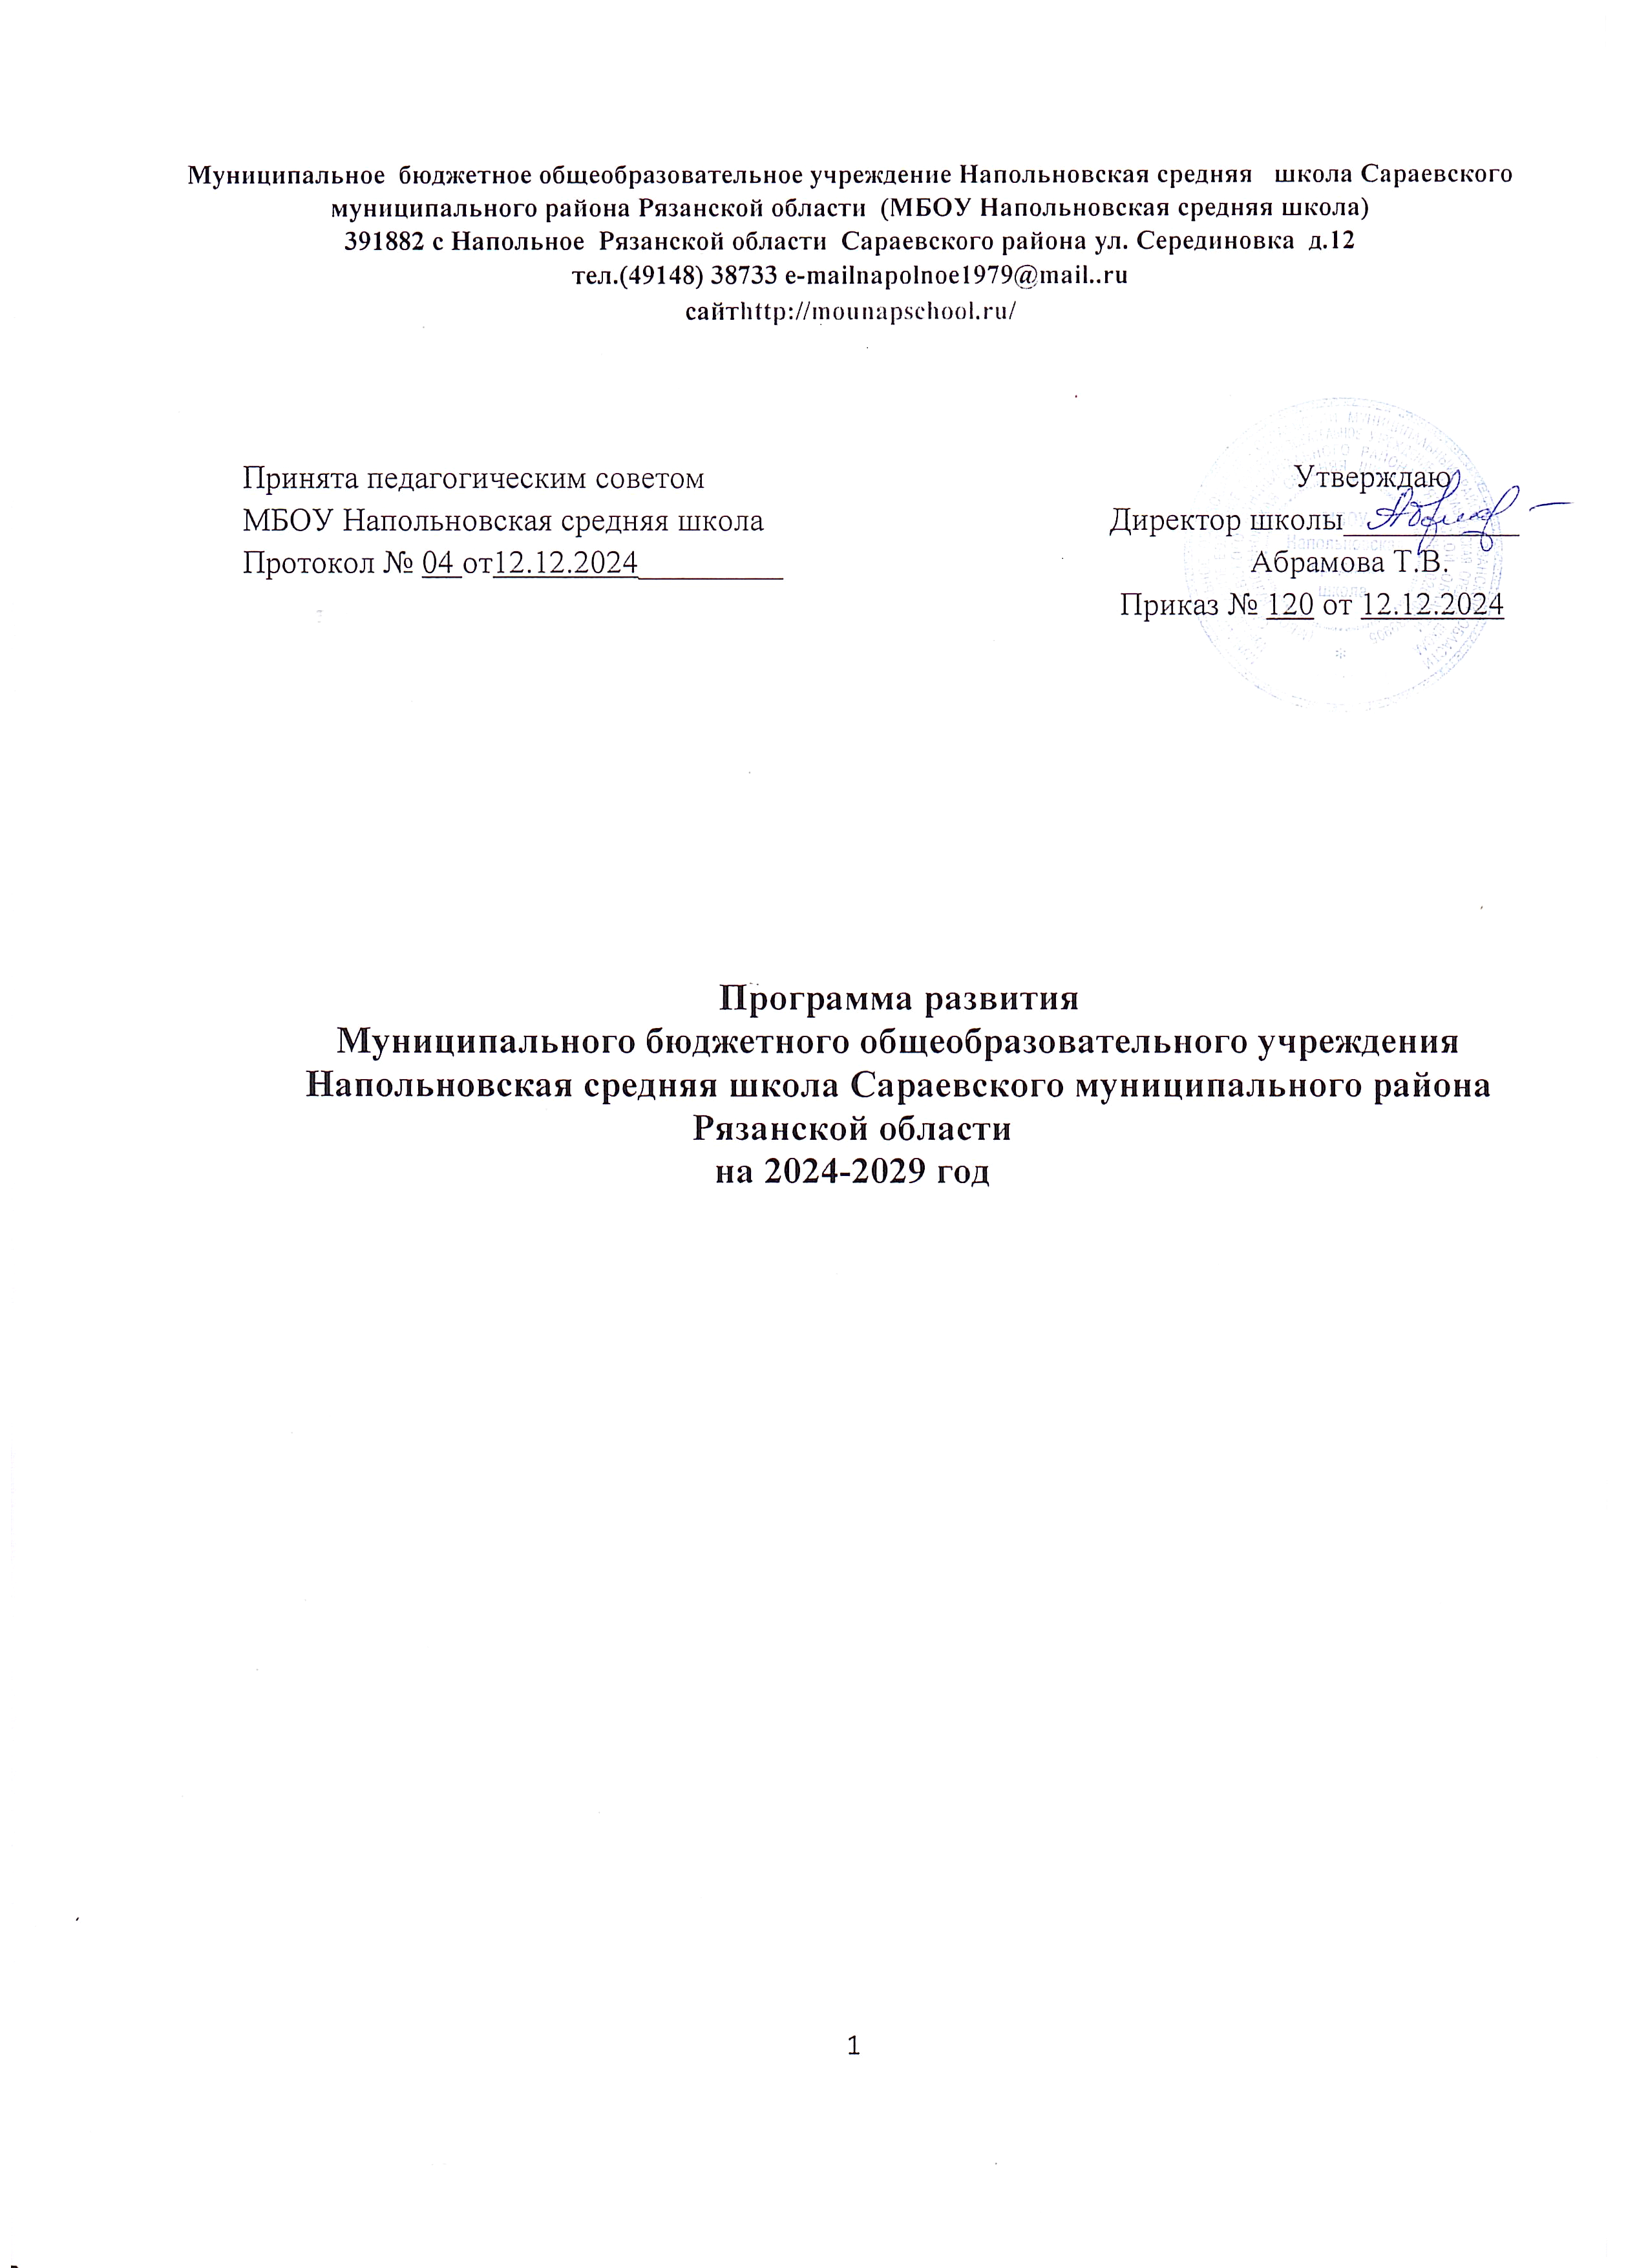 Муниципальное бюджетное общеобразовательное учреждение Напольновская средняя школа Сараевского
муниципального района Рязанской области (МБОУ Напольновская средняя школа)
391882 с Напольное Рязанской области Сараевского района ул. Серединовка д.12
тел.(49148) 38733 e-mailnapolnoe1979@mail..ru
сайтhttp://mounapschool.ru/
Принята педагогическим советом
МБОУ Напольновская средняя школа
Протокол № 04 от12.12.2024__________
Утверждаю
Директор школы____________
Абрамова Т.В.
Приказ № 120 от 12.12.2024
Программа развития
Муниципального бюджетного общеобразовательного учреждения
Напольновская средняя школа Сараевского муниципального района
Рязанской области
на 2024-2029 год
1